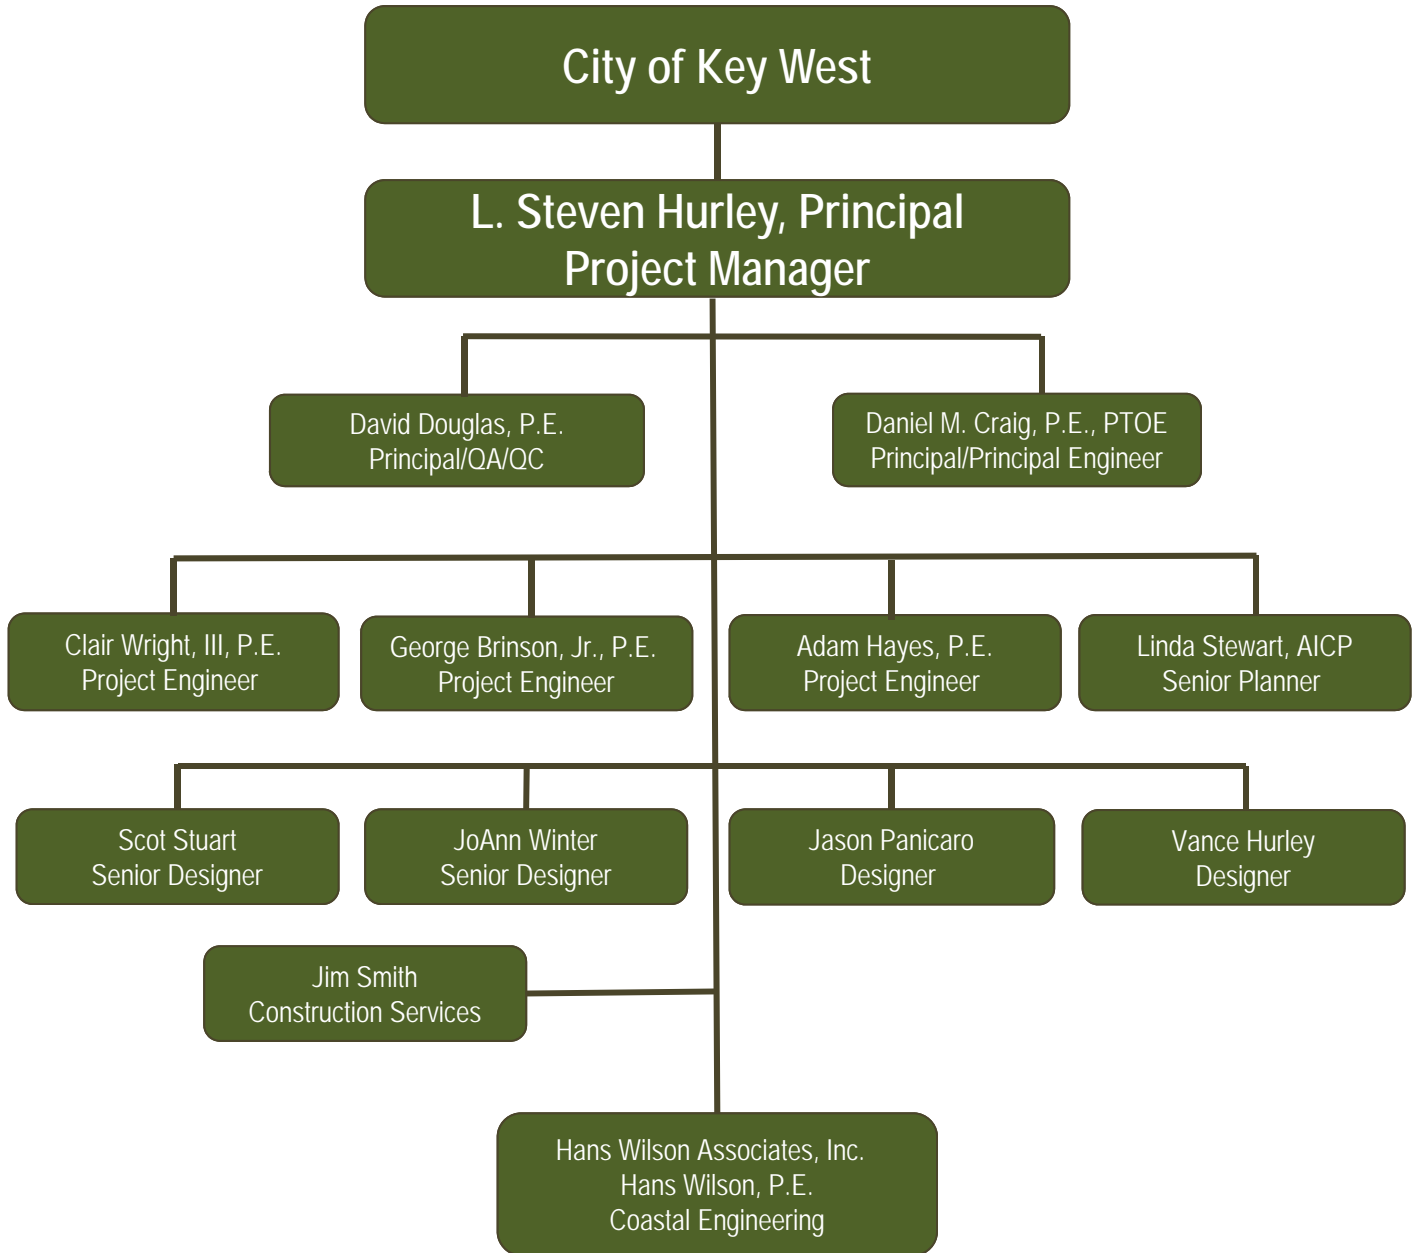 City of Key West
L. Steven Hurley, Principal
Project Manager
David Douglas, P.E.
Principal/QA/QC
Daniel M. Craig, P.E., PTOE
Principal/Principal Engineer
Clair Wright, III, P.E.
Project Engineer
George Brinson, Jr., P.E.
Project Engineer
Adam Hayes, P.E.
Project Engineer
Linda Stewart, AICP
Senior Planner
Scot Stuart
Senior Designer
JoAnn Winter
Senior Designer
Jason Panicaro
Designer
Vance Hurley
Designer
Jim Smith
Construction Services
Hans Wilson Associates, Inc.
Hans Wilson, P.E.
Coastal Engineering